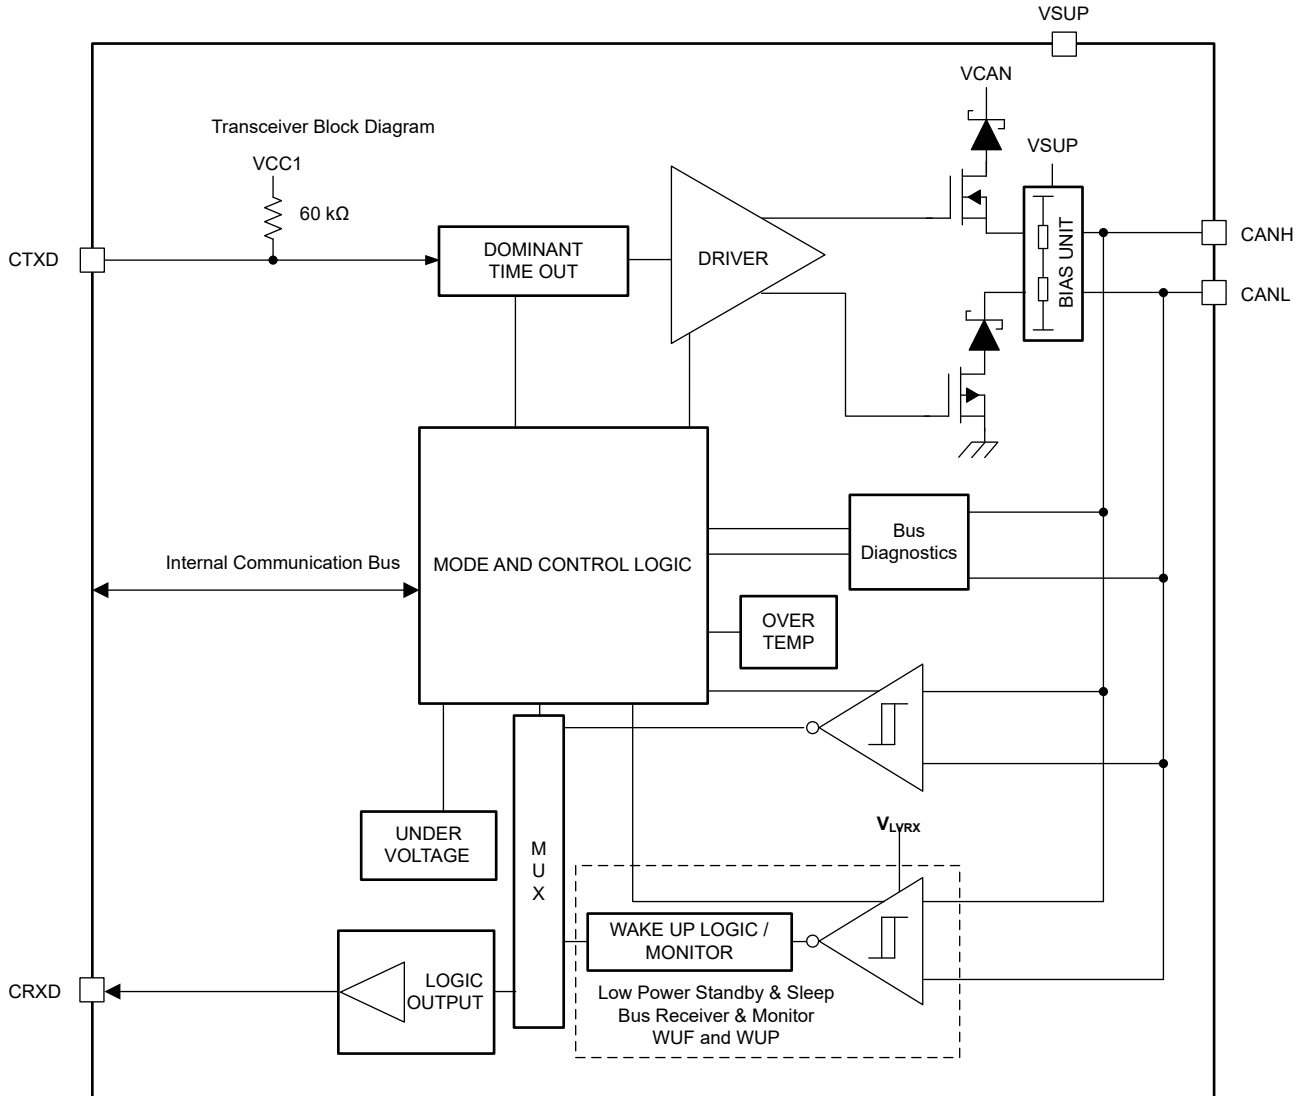 VSUP
VCAN
Transceiver Block Diagram
VCC1
VSUP
60 kΩ
CTXD
DOMINANT
TIME OUT
DRIVER
BIAS UNIT
CANH
CANL
Bus
Diagnostics
Internal Communication Bus
MODE AND CONTROL LOGIC
OVER
TEMP
UNDER
VOLTAGE
M
U
X
VLVRX
WAKE UP LOGIC /
MONITOR
Low Power Standby & Sleep
Bus Receiver & Monitor
WUF and WUP
LOGIC
OUTPUT
CRXD